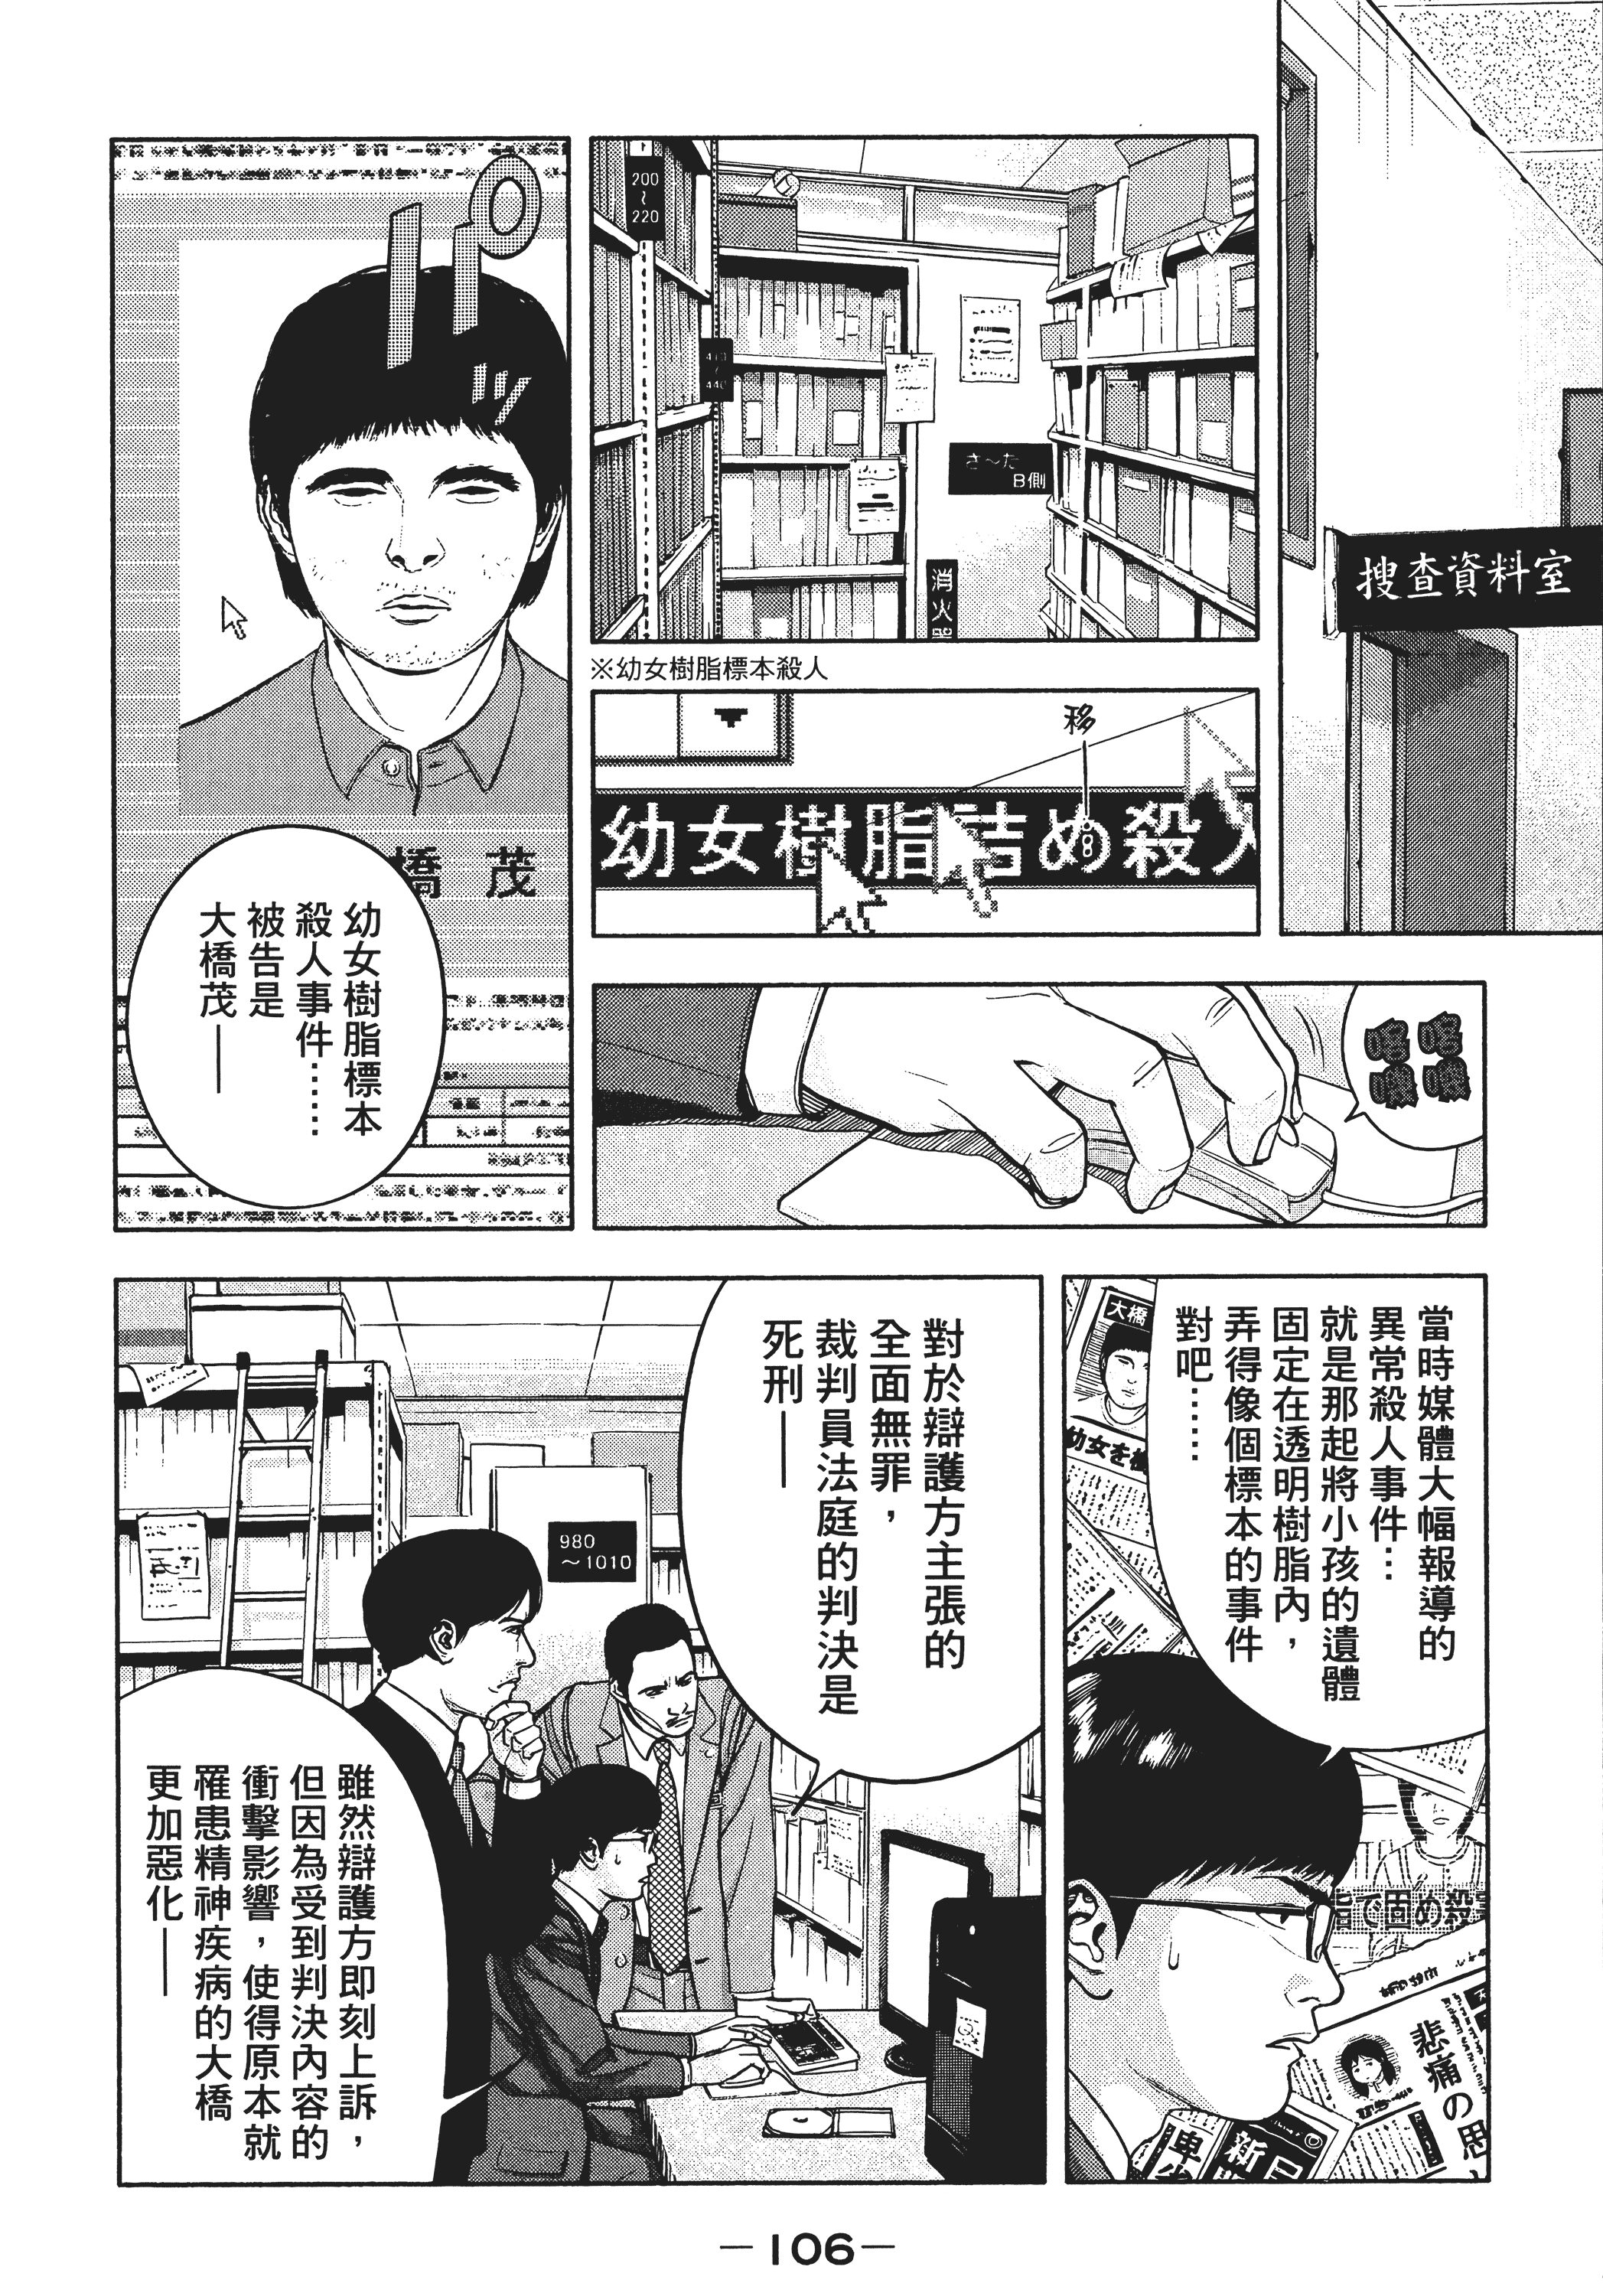 搜查資料室
200
~
220
410
440
さ~た
B側
消火器
※幼女樹脂標本殺人
移
幼女樹脂詰め殺人
喀嘰
喀嘰
パッ
橋 茂
幼女樹脂標本
殺人事件……
被告是
大橋茂——
當時媒體大幅報導的
異常殺人事件…
就是那起將小孩的遺體
固定在透明樹脂內，
弄得像個標本的事件
對吧……
大橋
幼女を樹
脂で固め殺害
悲痛の思い
新
對於辯護方主張的
全面無罪，
裁判員法庭的判決是
死刑——
980
~1010
雖然辯護方即刻上訴，
但因為受到判決內容的
衝擊影響，使得原本就
罹患精神疾病的大橋
更加惡化——
—106—